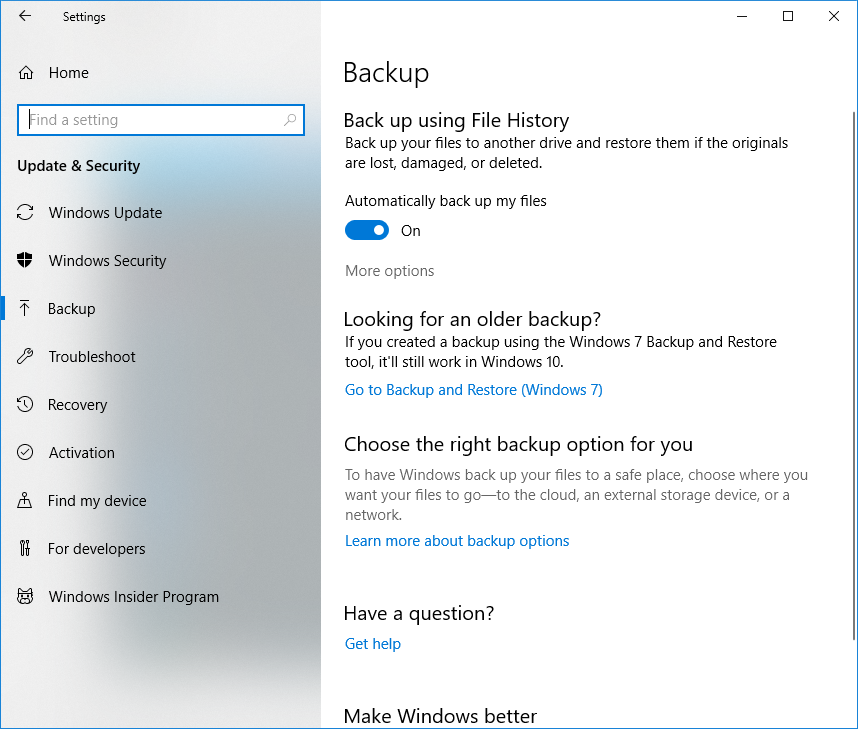 Settings
Home
Find a setting
Update & Security
Windows Update
Windows Security
Backup
Troubleshoot
Recovery
Activation
Find my device
For developers
Windows Insider Program
Backup
Back up using File History
Back up your files to another drive and restore them if the originals
are lost, damaged, or deleted.
Automatically back up my files
On
More options
Looking for an older backup?
If you created a backup using the Windows 7 Backup and Restore
tool, it'll still work in Windows 10.
Go to Backup and Restore (Windows 7)
Choose the right backup option for you
To have Windows back up your files to a safe place, choose where you
want your files to go—to the cloud, an external storage device, or a
network.
Learn more about backup options
Have a question?
Get help
Make Windows better